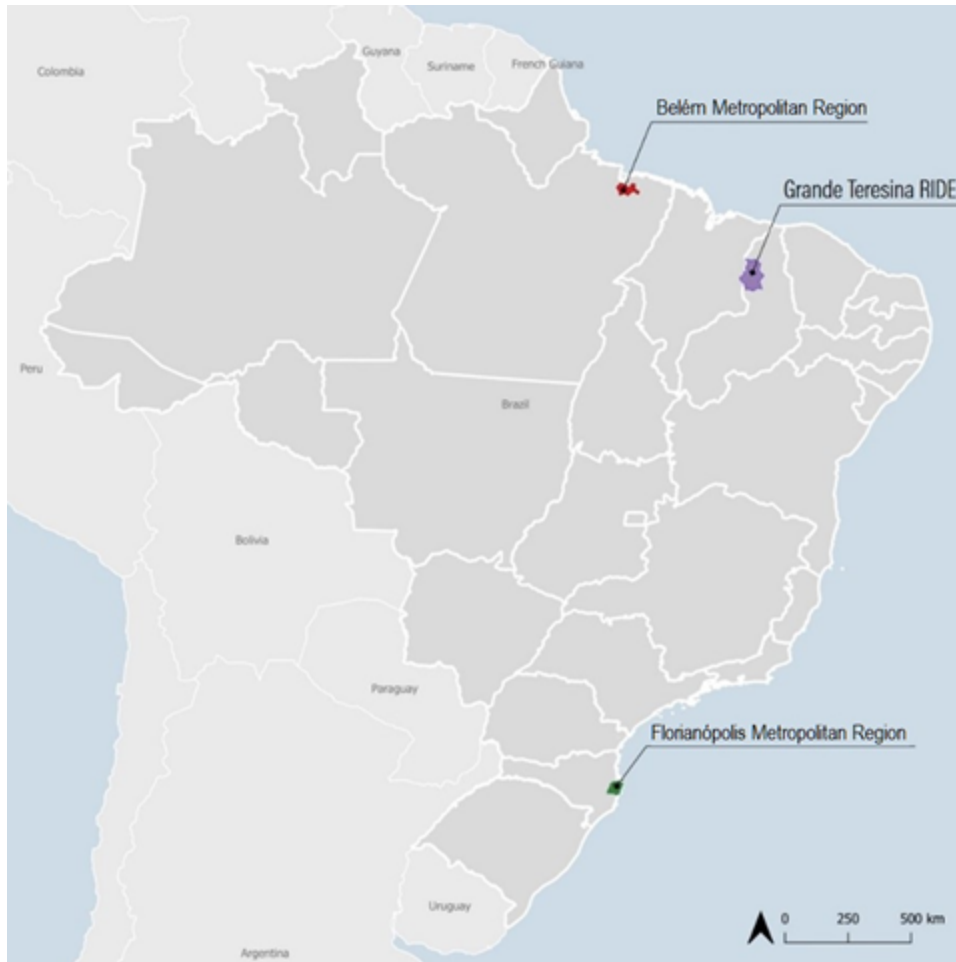 Guyana
Colombia
Suriname
French Guiana
Belém Metropolitan Region
Grande Teresina RIDE
Peru
Brazil
Bolivia
Paraguay
Florianópolis Metropolitan Region
Uruguay
0 250 500 km
Argentina